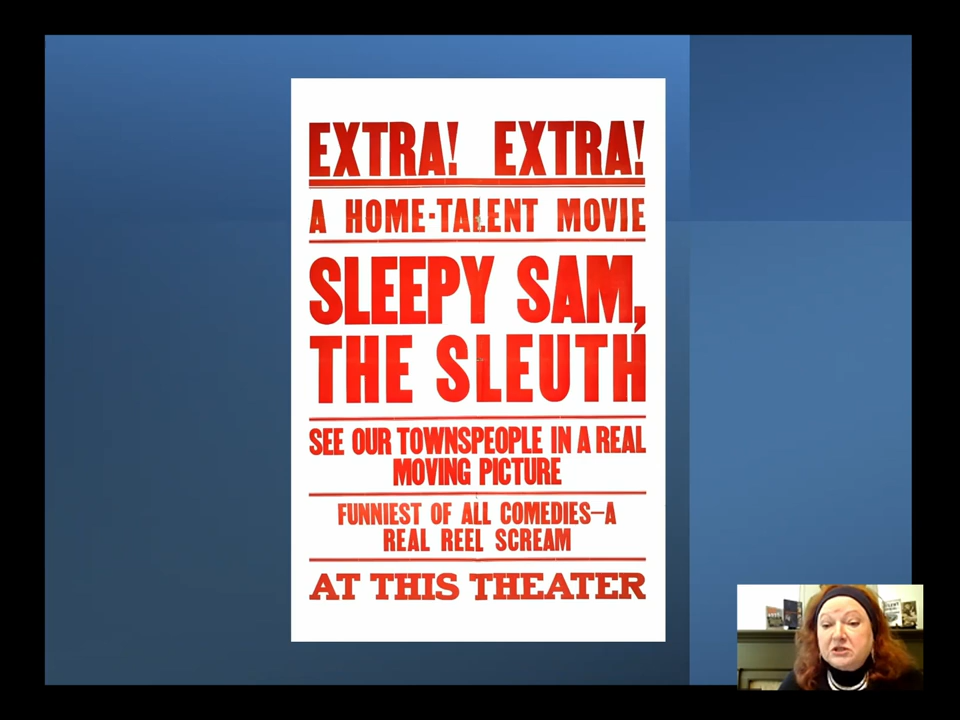 EXTRA! EXTRA!
A HOME-TALENT MOVIE
SLEEPY SAM,
THE SLEUTH
SEE OUR TOWNSPEOPLE IN A REAL
MOVING PICTURE
FUNNIEST OF ALL COMEDIES—A
REAL REEL SCREAM
AT THIS THEATER